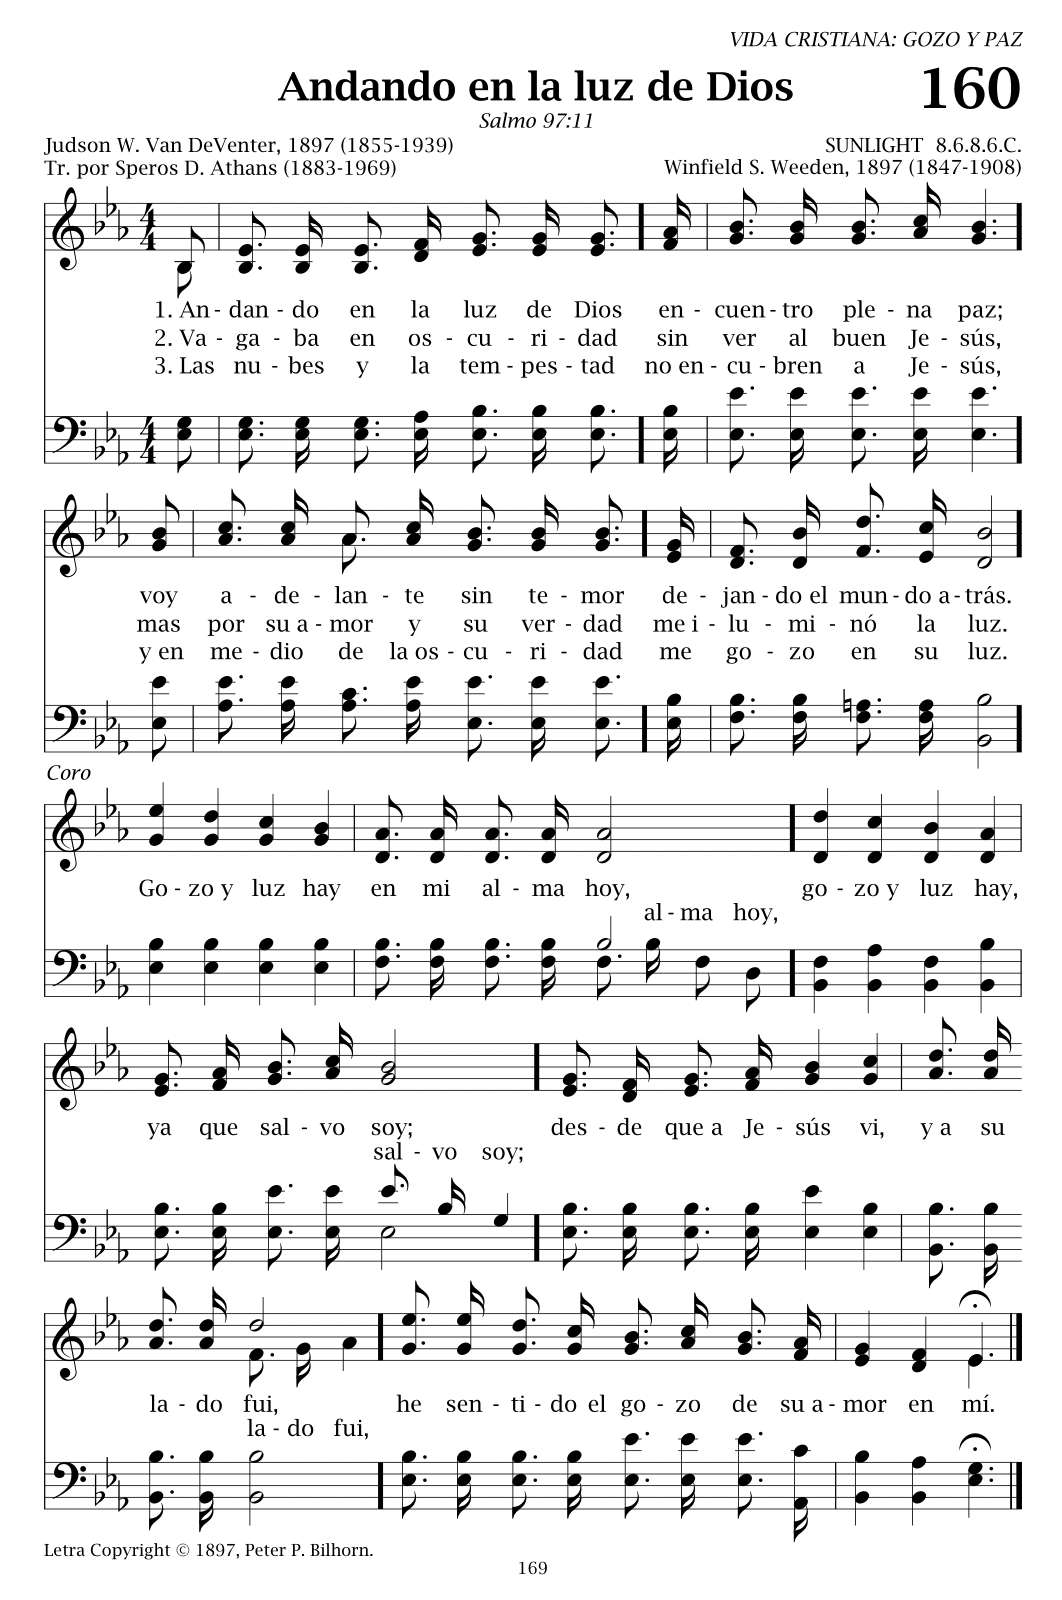 VIDA CRISTIANA: GOZO Y PAZ
Andando en la luz de Dios 160
Salmo 97:11
Judson W. Van DeVenter, 1897 (1855-1939) SUNLIGHT 8.6.8.6.C.
Tr. por Speros D. Athans (1883-1969) Winfield S. Weeden, 1897 (1847-1908)
1. An - dan - do en la luz de Dios en - cuen - tro ple - na paz;
2. Va - ga - ba en os - cu - ri - dad sin ver al buen Je - sús,
3. Las nu - bes y la tem - pes - tad no en - cu - bren a Je - sús,
voy a - de - lan - te sin te - mor de - jan - do el mun - do a - trás.
mas por su a - mor y su ver - dad me i - lu - mi - nó la luz.
y en me - dio de la os - cu - ri - dad me go - zo en su luz.
Coro
Go - zo y luz hay en mi al - ma hoy, go - zo y luz hay,
al - ma hoy,
ya que sal - vo soy; des - de que a Je - sús vi, y a su
sal - vo soy;
la - do fui, he sen - ti - do el go - zo de su a - mor en mí.
la - do fui,
Letra Copyright © 1897, Peter P. Bilhorn.
169